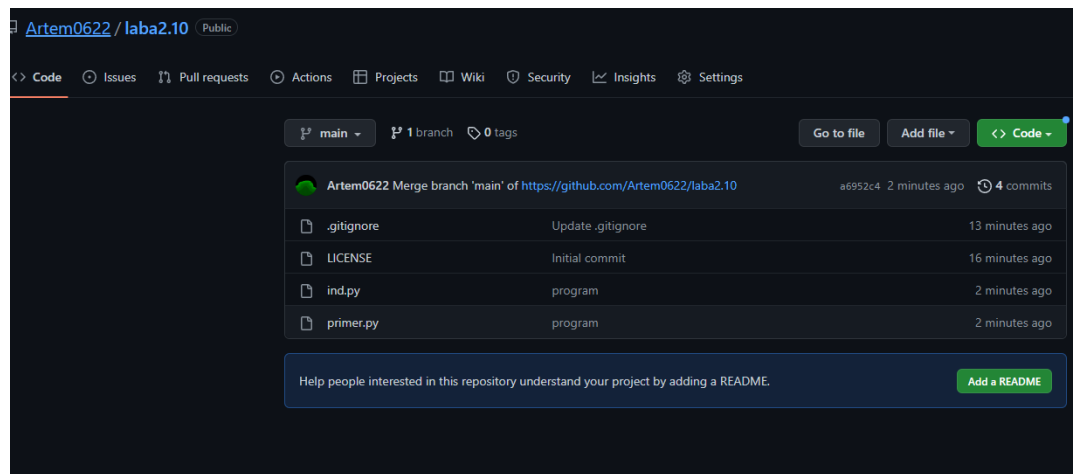 Artem0622 / laba2.10 Public
<> Code Issues Pull requests Actions Projects Wiki Security Insights Settings
main 1 branch 0 tags Go to file Add file <> Code
Artem0622 Merge branch 'main' of https://github.com/Artem0622/laba2.10 a6952c4 2 minutes ago 4 commits
.gitignore Update .gitignore 13 minutes ago
LICENSE Initial commit 16 minutes ago
ind.py program 2 minutes ago
primer.py program 2 minutes ago
Help people interested in this repository understand your project by adding a README. Add a README